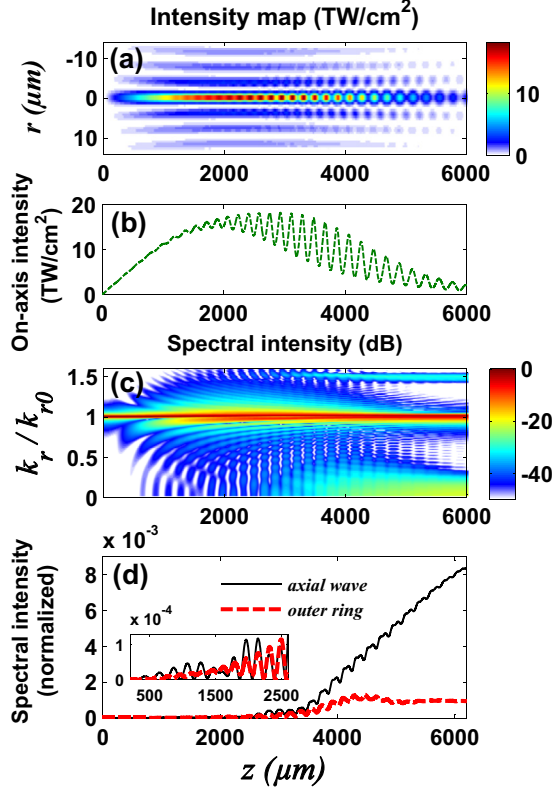 Intensity map (TW/cm²)
(a)
r (μm)
-10
0
10
0 2000 4000 6000
10
0
(b)
On-axis intensity
(TW/cm²)
20
10
0
0 2000 4000 6000
Spectral intensity (dB)
(c)
k_r / k_r0
1.5
1
0.5
0
2000 4000 6000
0
-20
-40
x 10⁻³
(d)
Spectral intensity
(normalized)
8
6
4
2
0
axial wave
outer ring
x 10⁻⁴
1
0
500 1500 2500
0 2000 4000 6000
z (μm)